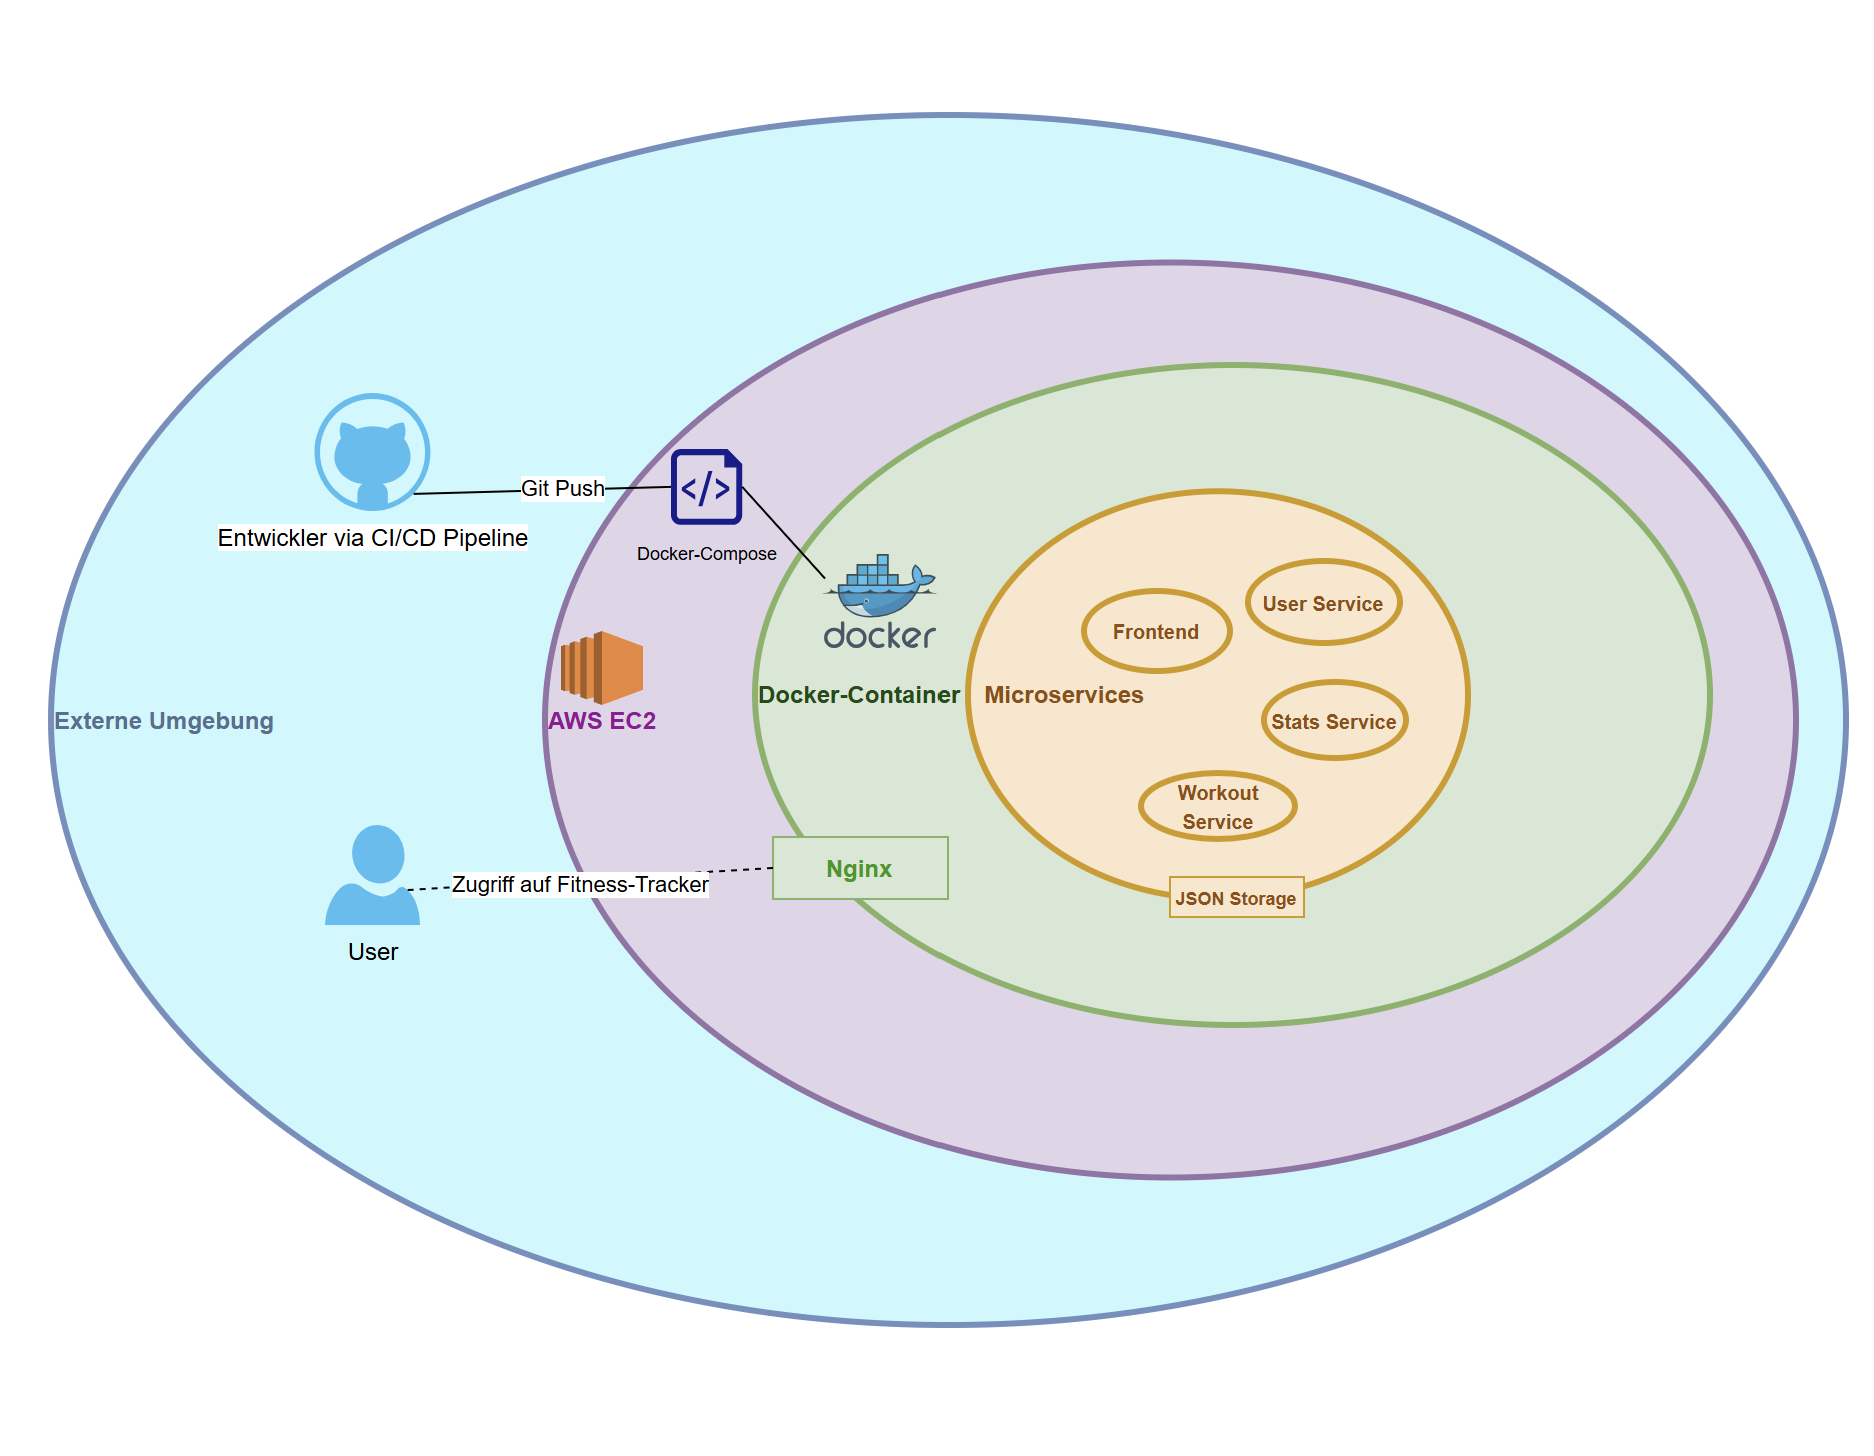 Git Push
Entwickler via CI/CD Pipeline
</>
Docker-Compose
docker
Frontend
User Service
Externe Umgebung
AWS EC2
Docker-Container
Microservices
Stats Service
Workout
Service
Nginx
Zugriff auf Fitness-Tracker
JSON Storage
User